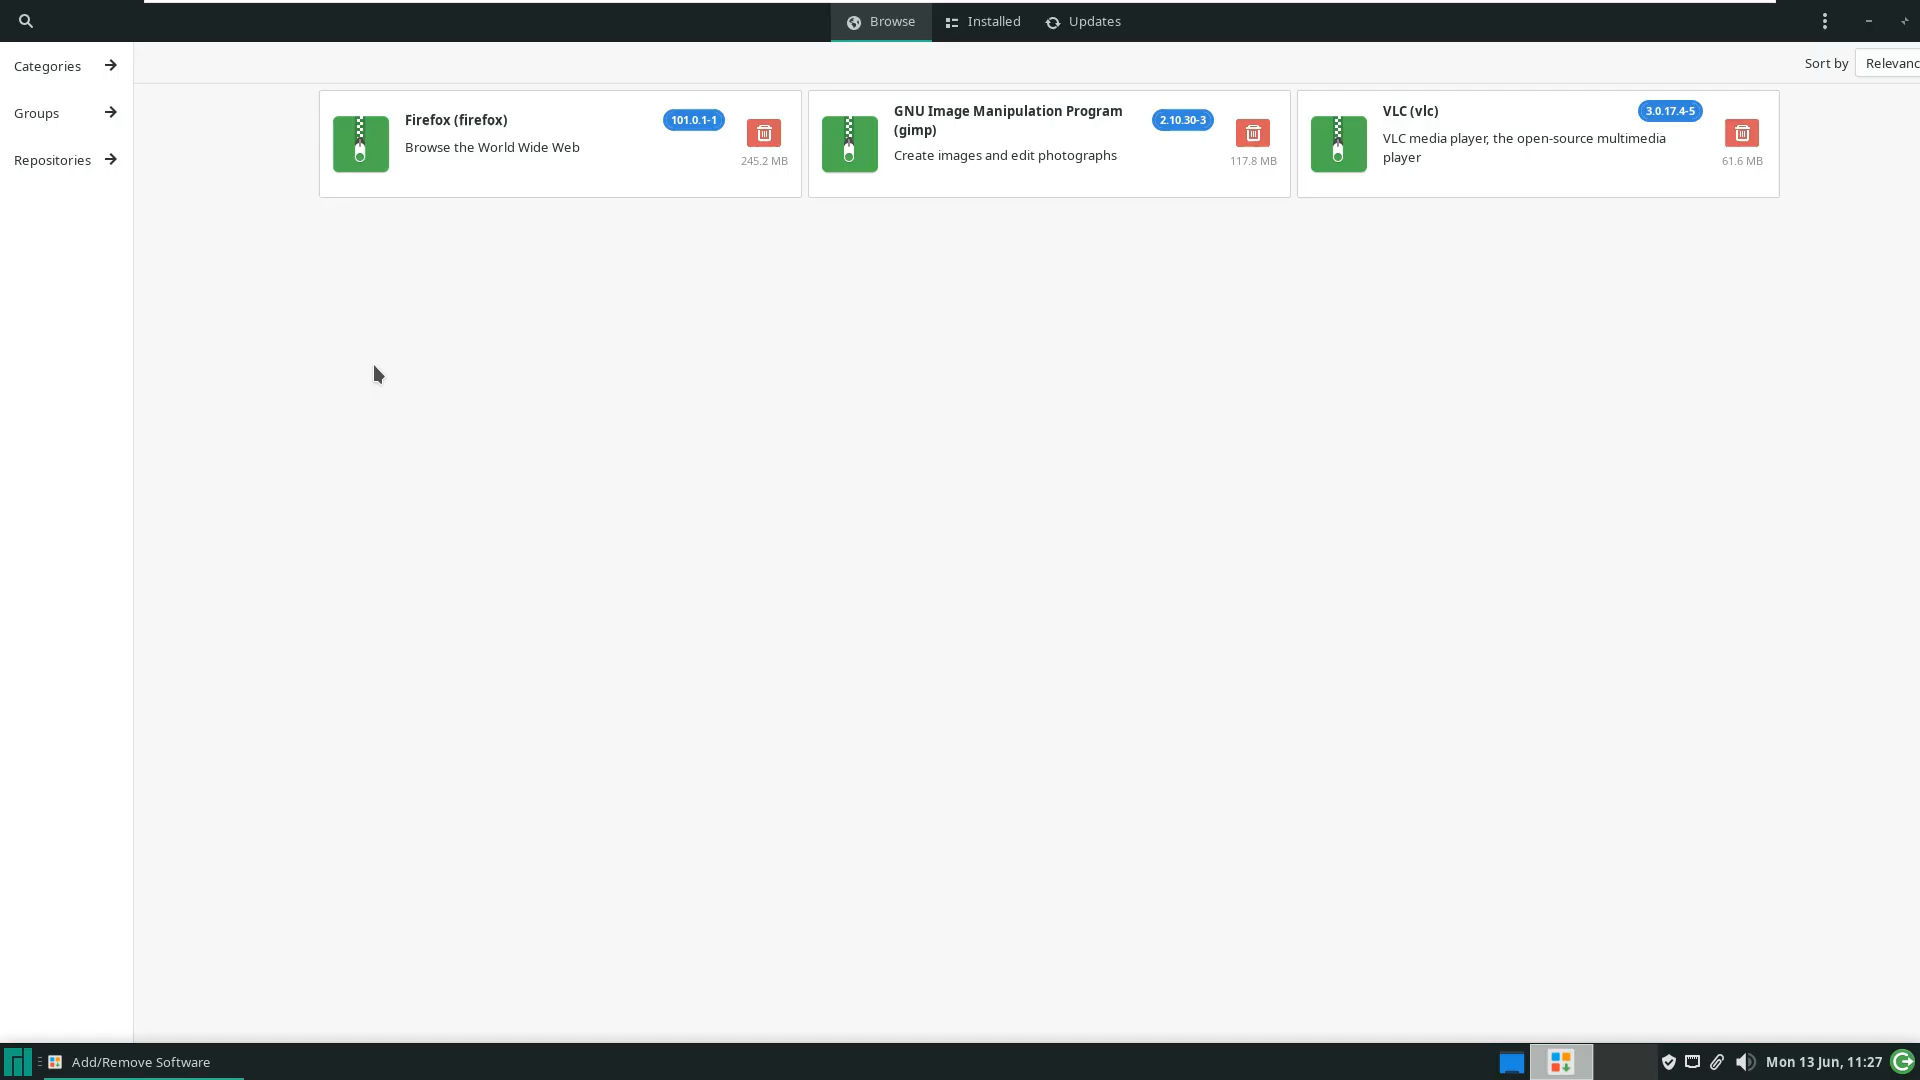 Browse
Installed
Updates
Categories
Groups
Repositories
Sort by
Relevanc
Firefox (firefox)
101.0.1-1
Browse the World Wide Web
245.2 MB
GNU Image Manipulation Program
(gimp)
2.10.30-3
Create images and edit photographs
117.8 MB
VLC (vlc)
3.0.17.4-5
VLC media player, the open-source multimedia
player
61.6 MB
Add/Remove Software
Mon 13 Jun, 11:27